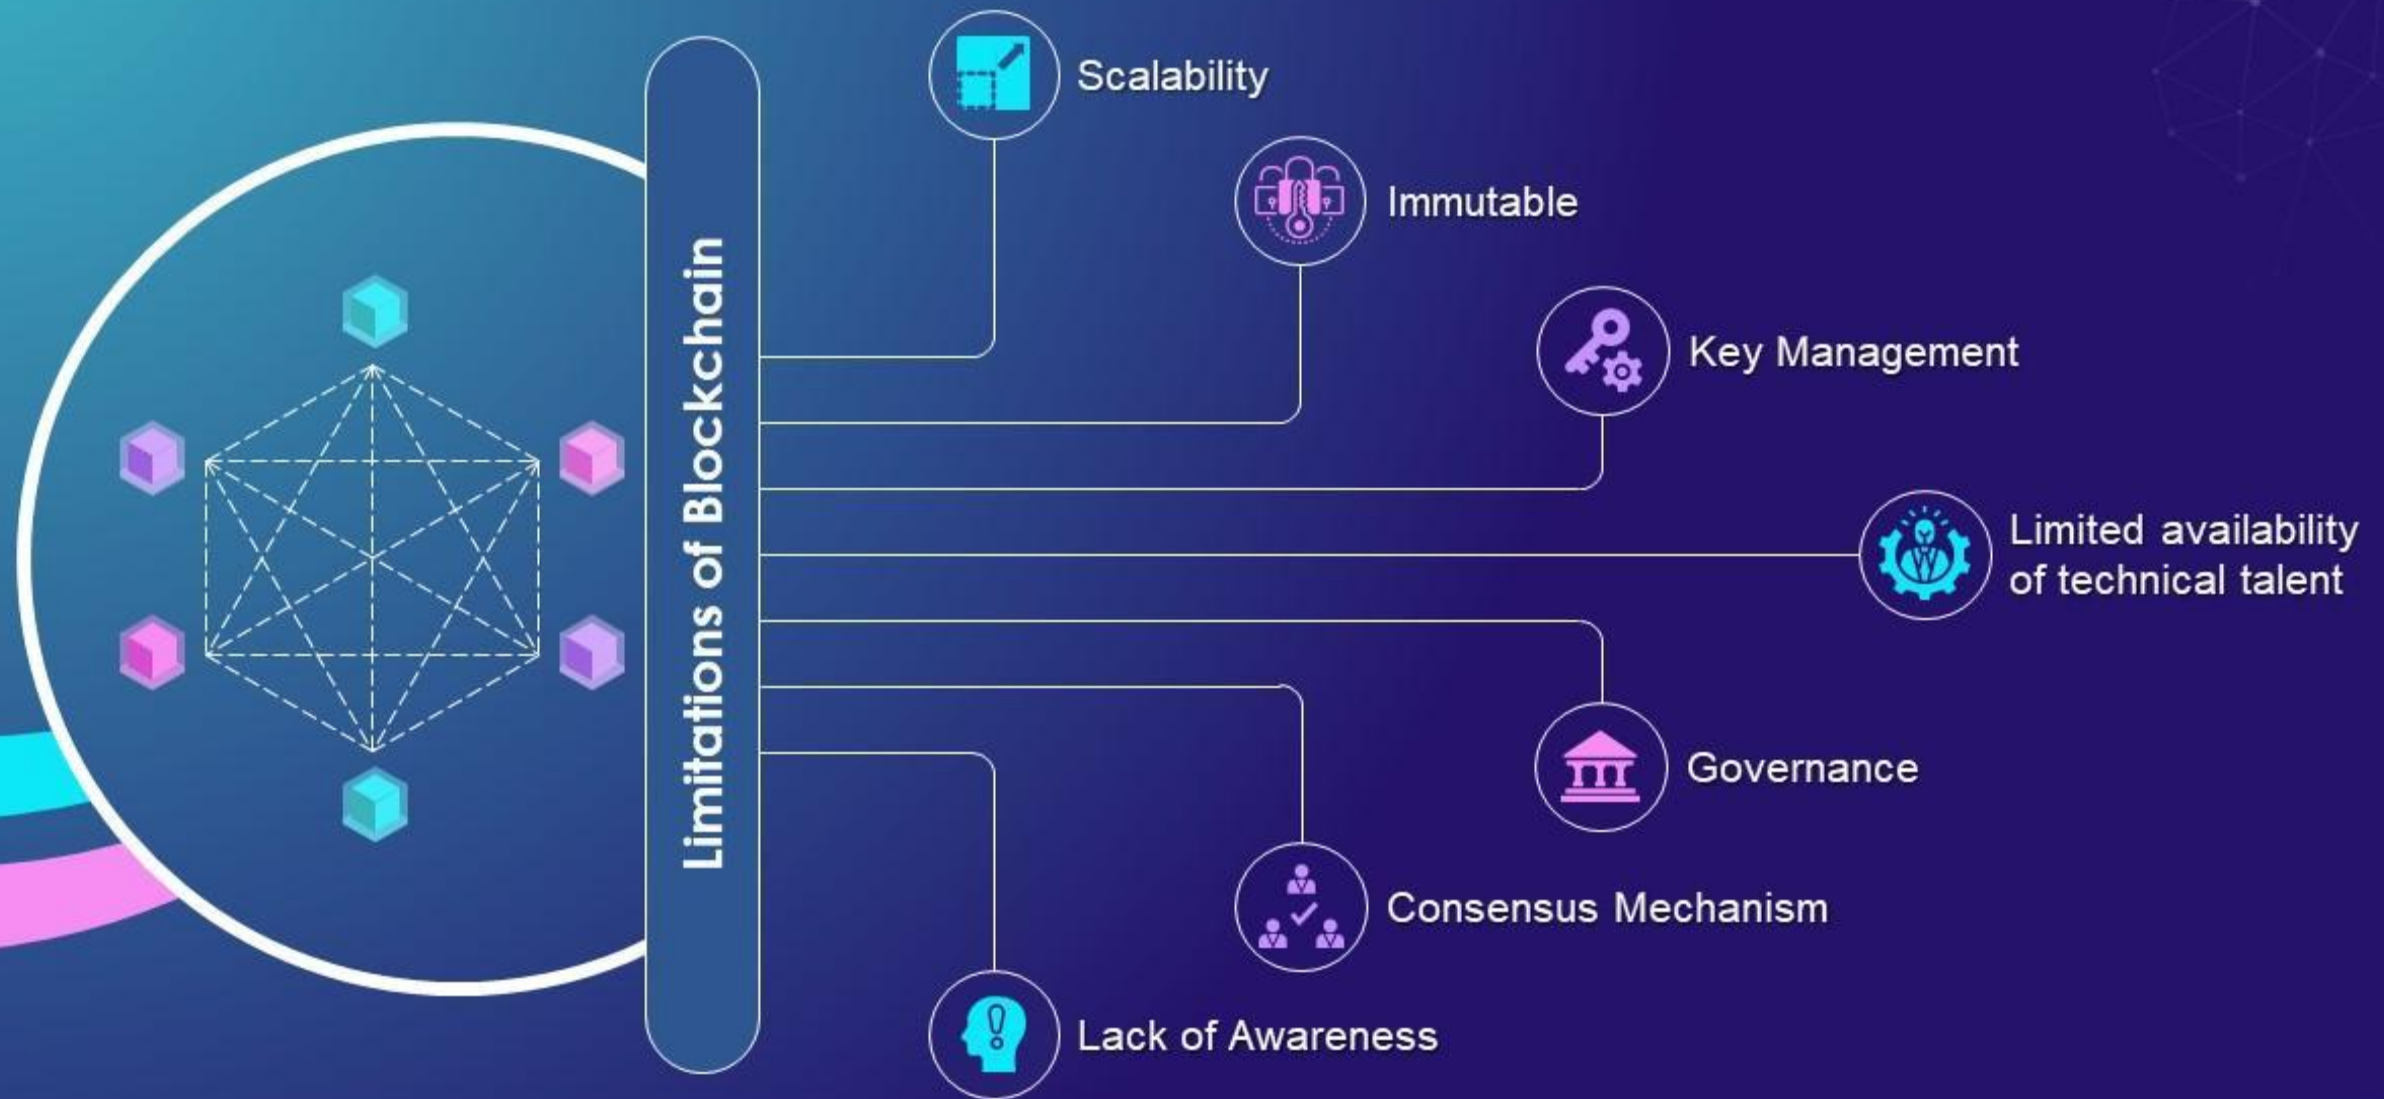 Limitations of Blockchain
Scalability
Immutable
Key Management
Limited availability
of technical talent
Governance
Consensus Mechanism
Lack of Awareness